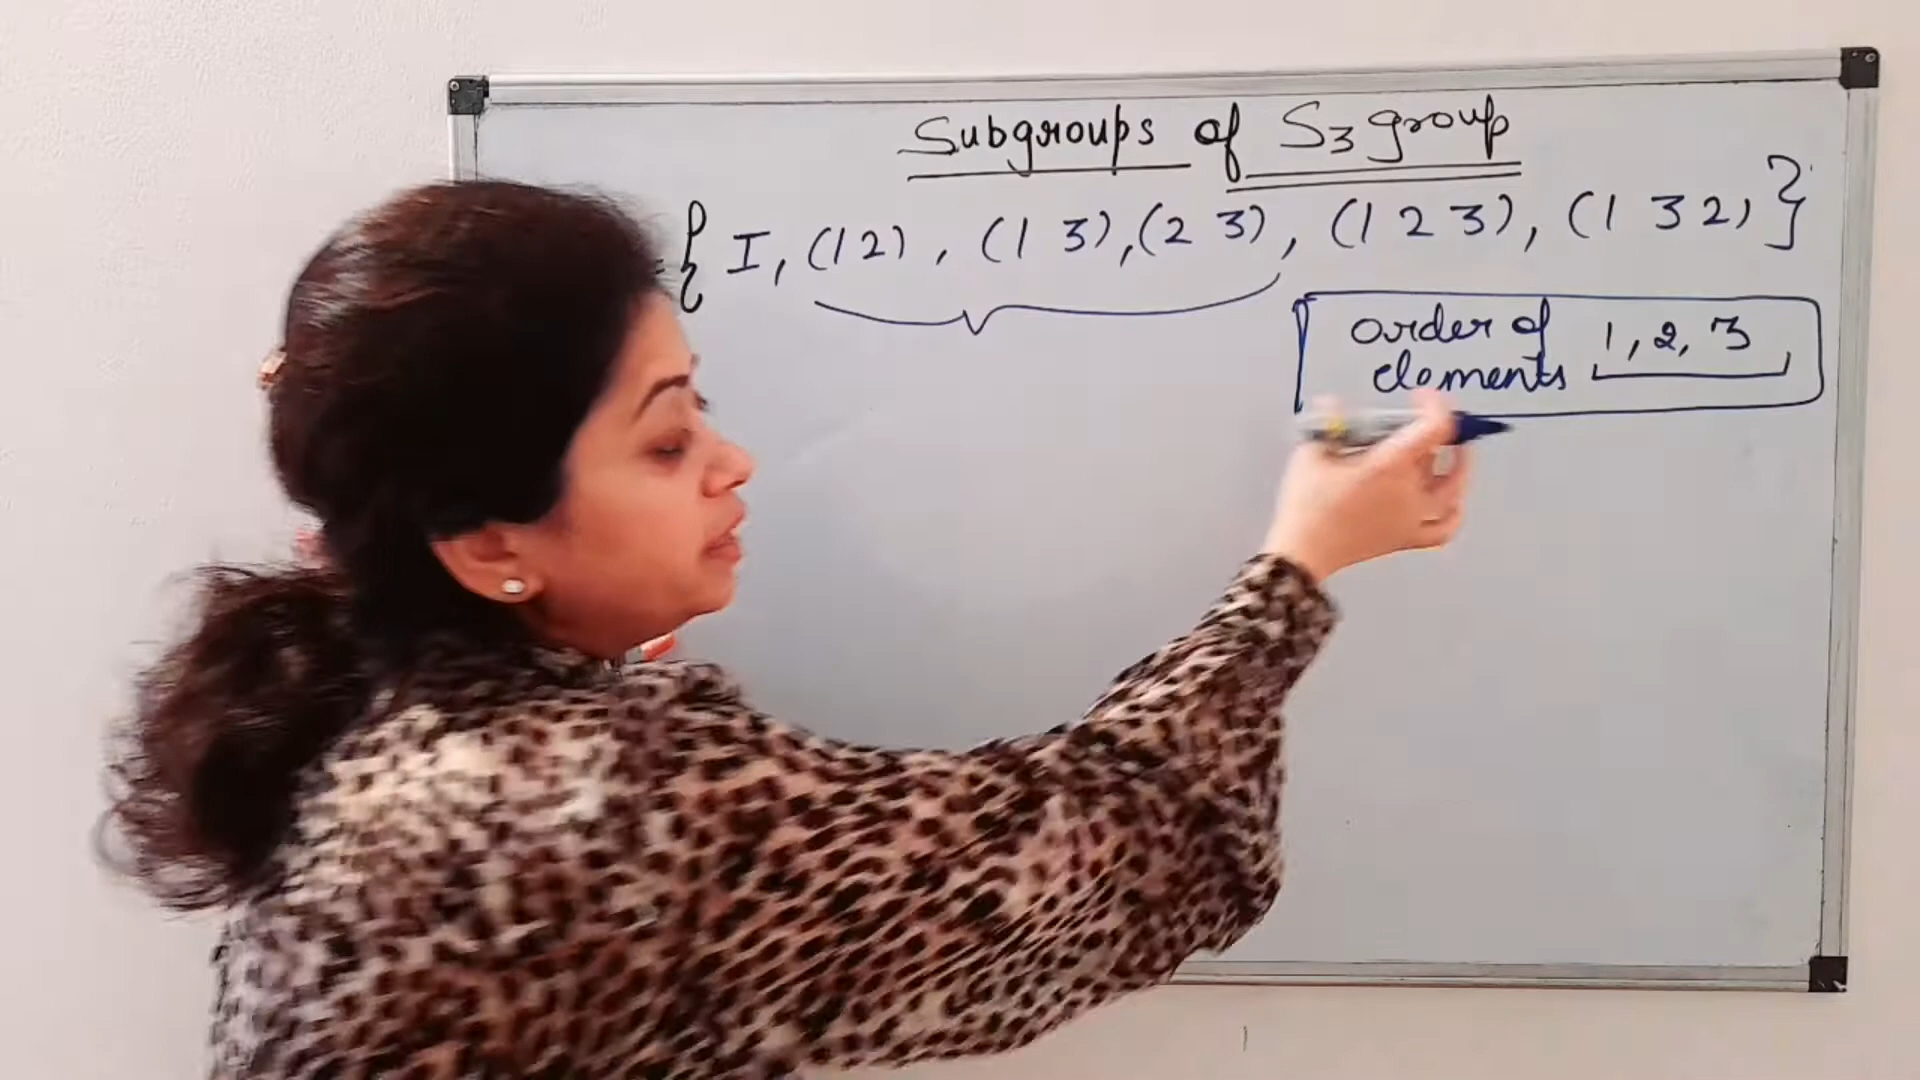 Subgroups of S3 group
= { I, (1 2), (1 3), (2 3), (1 2 3), (1 3 2) }
order of
elements 1, 2, 3